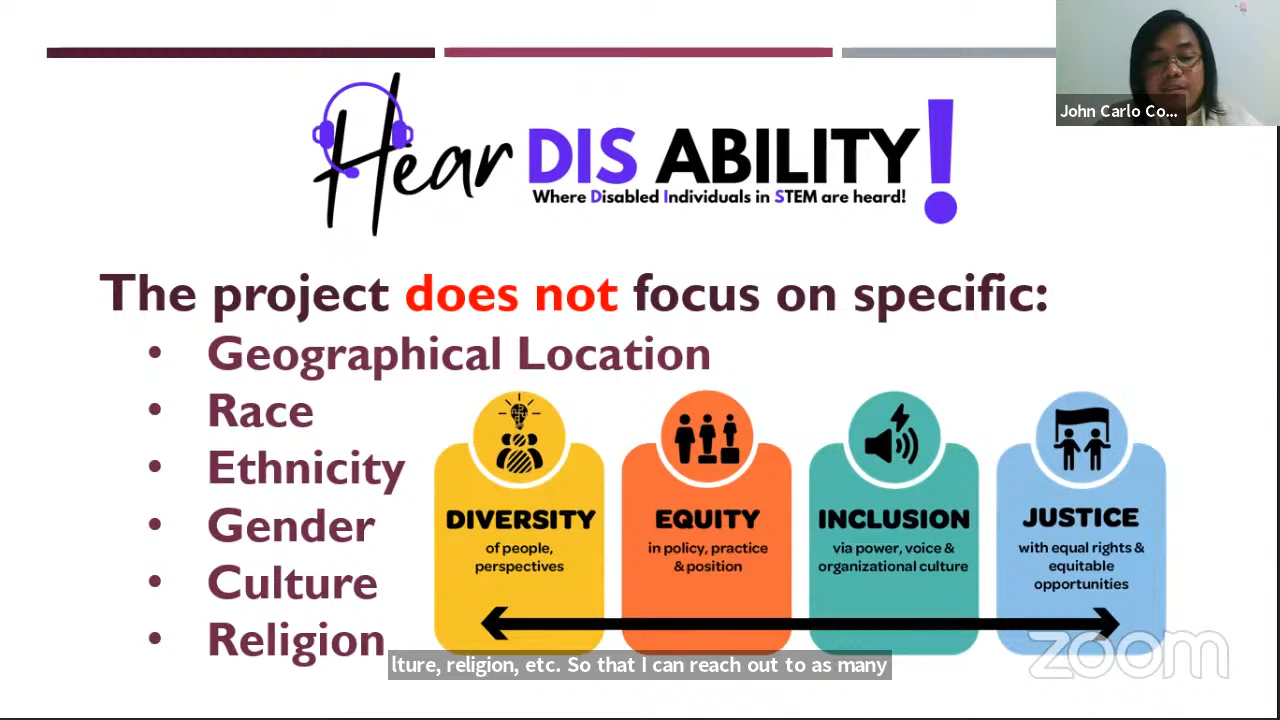 John Carlo Co...
Hear DIS ABILITY!
Where Disabled Individuals in STEM are heard!
The project does not focus on specific:
• Geographical Location
• Race
• Ethnicity
• Gender
• Culture
• Religion
DIVERSITY
of people,
perspectives
EQUITY
in policy, practice
& position
INCLUSION
via power, voice &
organizational culture
JUSTICE
with equal rights &
equitable
opportunities
zoom
lture, religion, etc. So that I can reach out to as many